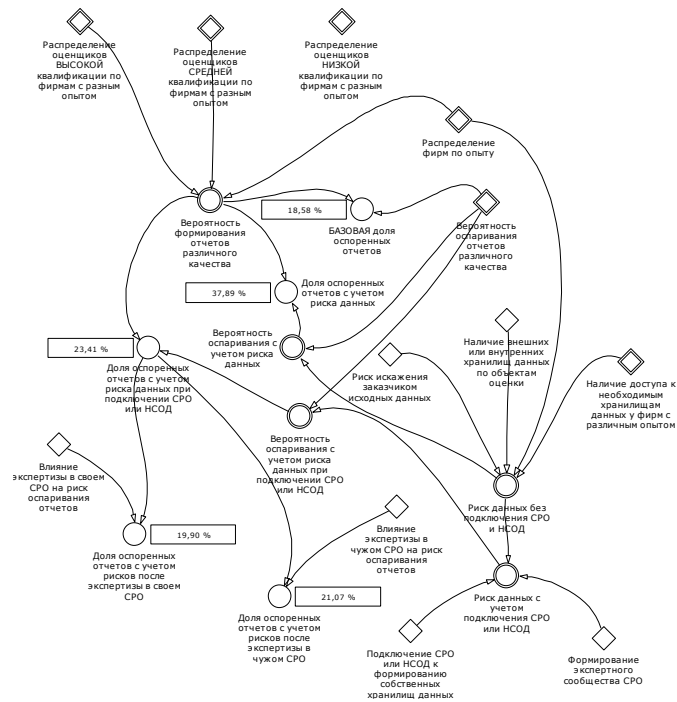 Распределение
оценщиков
ВЫСОКОЙ
квалификации по
фирмам с разным
опытом
Распределение
оценщиков
СРЕДНЕЙ
квалификации по
фирмам с разным
опытом
Распределение
оценщиков
НИЗКОЙ
квалификации по
фирмам с разным
опытом
Распределение
фирм по опыту
Вероятность
формирования
отчетов
различного
качества
18,58 %
БАЗОВАЯ доля
оспоренных
отчетов
Вероятность
оспаривания
отчетов
различного
качества
37,89 %
Доля оспоренных
отчетов с учетом
риска данных
23,41 %
Доля оспоренных
отчетов с учетом
риска данных при
подключении СРО
или НСОД
Вероятность
оспаривания с
учетом риска
данных
Риск искажения
заказчиком
исходных данных
Наличие внешних
или внутренних
хранилищ данных
по объектам
оценки
Наличие доступа к
необходимым
хранилищам
данных у фирм с
различным опытом
Вероятность
оспаривания с
учетом риска
данных при
подключении СРО
или НСОД
Влияние
экспертизы в своем
СРО на риск
оспаривания
отчетов
19,90 %
Доля оспоренных
отчетов с учетом
рисков после
экспертизы в своем
СРО
Влияние
экспертизы в
чужом СРО на риск
оспаривания
отчетов
Риск данных без
подключения СРО
и НСОД
21,07 %
Доля оспоренных
отчетов с учетом
рисков после
экспертизы в
чужом СРО
Риск данных с
учетом
подключения СРО
или НСОД
Подключение СРО
или НСОД к
формированию
собственных
хранилищ данных
Формирование
экспертного
сообщества СРО